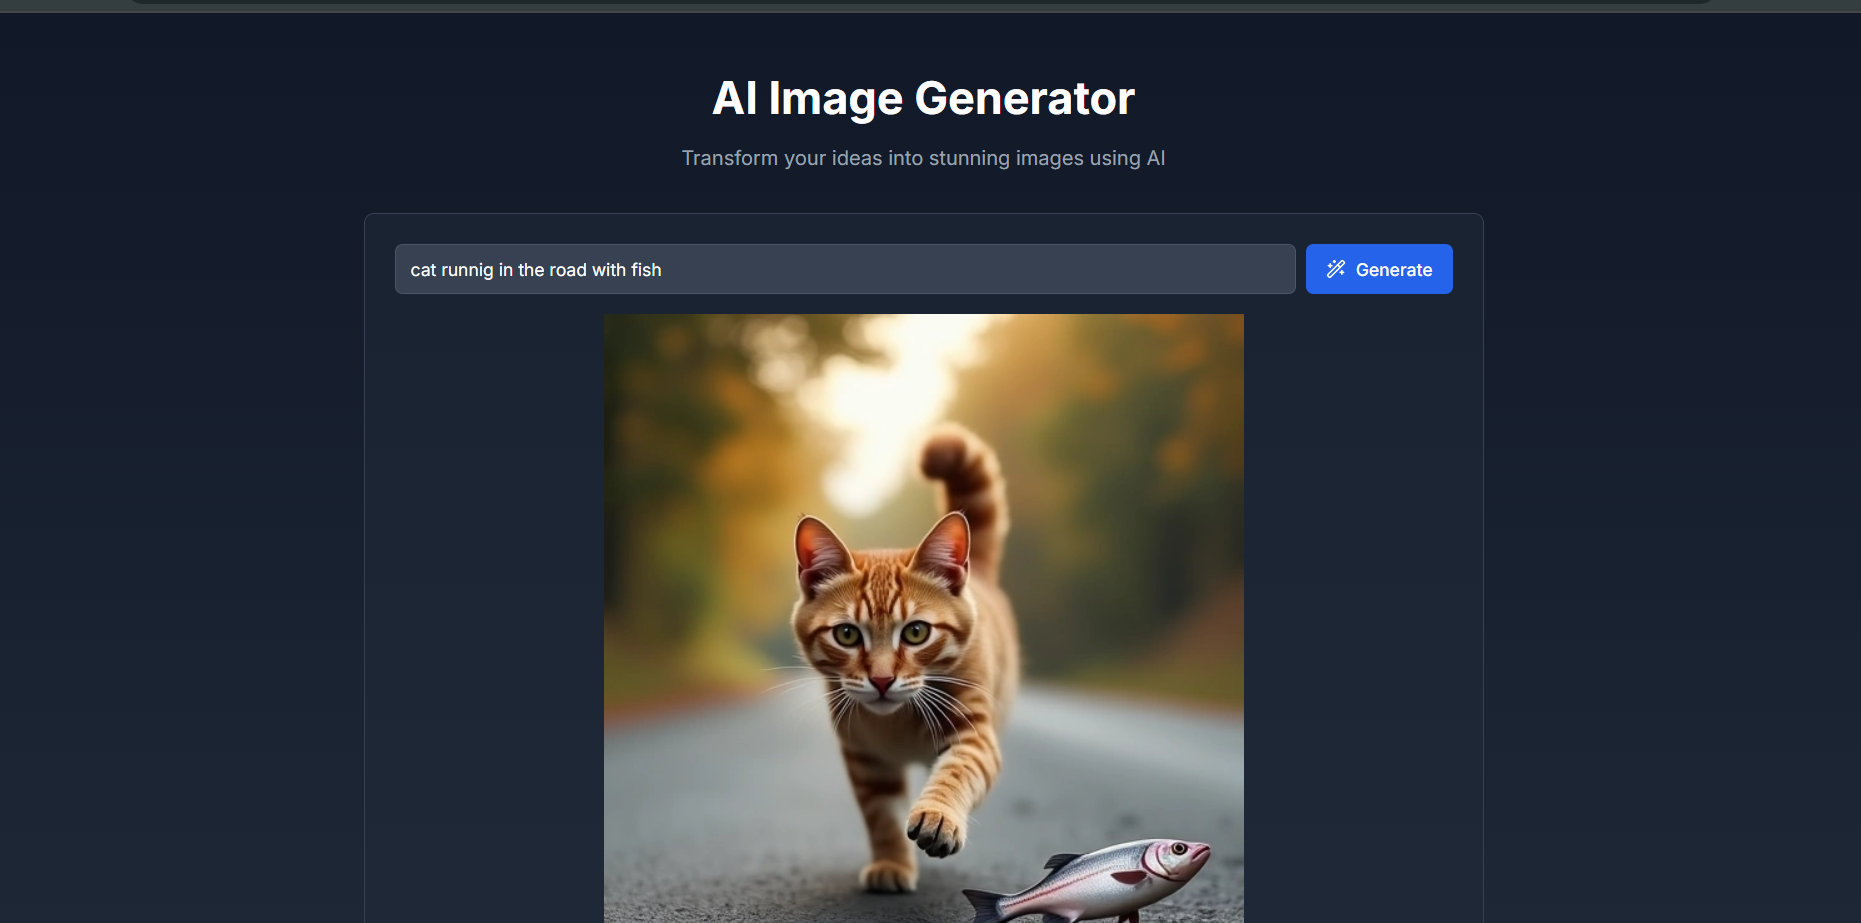 AI Image Generator
Transform your ideas into stunning images using AI
cat runnig in the road with fish
Generate